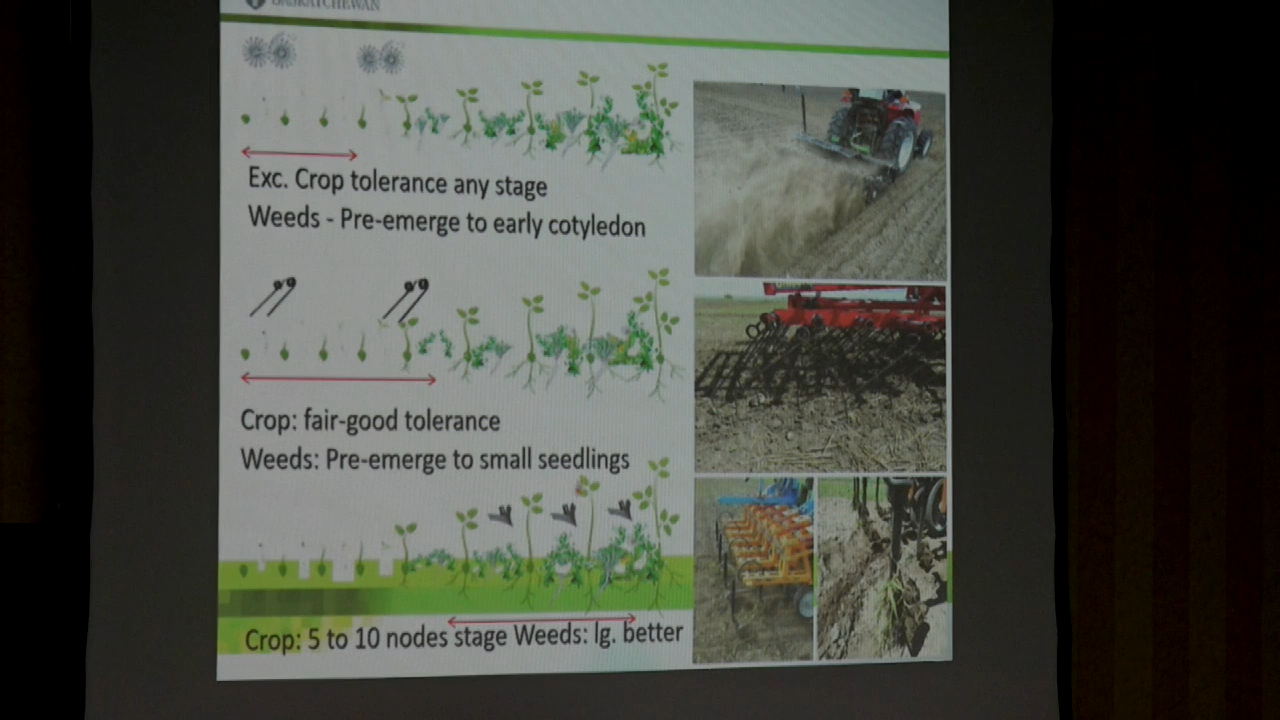 SASKATCHEWAN
Exc. Crop tolerance any stage
Weeds - Pre-emerge to early cotyledon
Crop: fair-good tolerance
Weeds: Pre-emerge to small seedlings
Crop: 5 to 10 nodes stage Weeds: lg. better